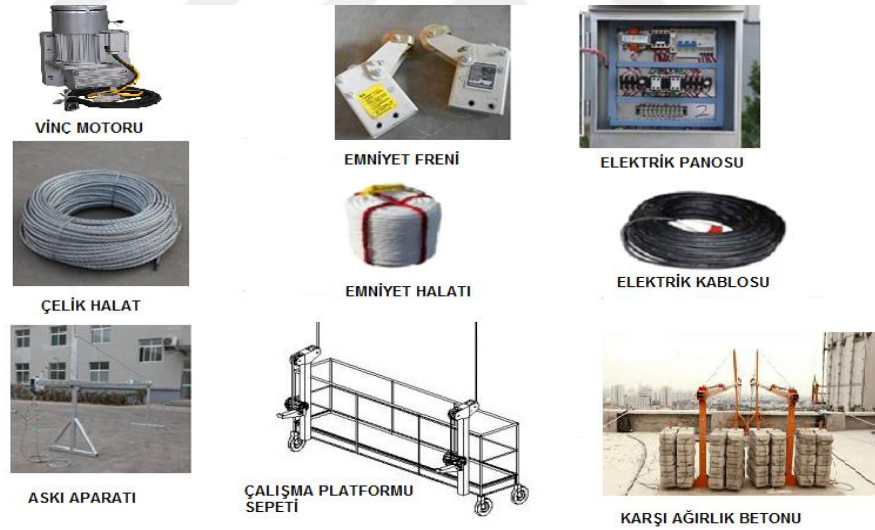 VİNÇ MOTORU
EMNİYET FRENİ
ELEKTRİK PANOSU
2
ÇELİK HALAT
EMNİYET HALATI
ELEKTRİK KABLOSU
ASKI APARATI
ÇALIŞMA PLATFORMU
SEPETİ
KARŞI AĞIRLIK BETONU